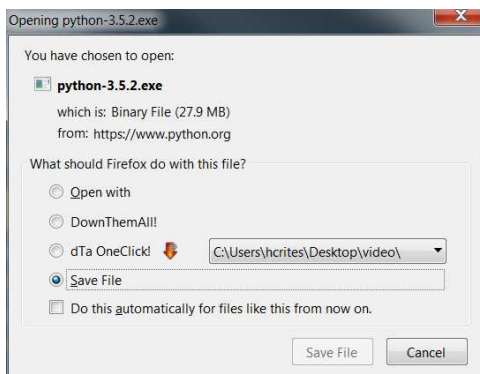 Opening python-3.5.2.exe
You have chosen to open:
python-3.5.2.exe
which is: Binary File (27.9 MB)
from: https://www.python.org
What should Firefox do with this file?
Open with
DownThemAll!
dTa OneClick! C:\Users\hcrites\Desktop\video\
Save File
Do this automatically for files like this from now on.
Save File Cancel